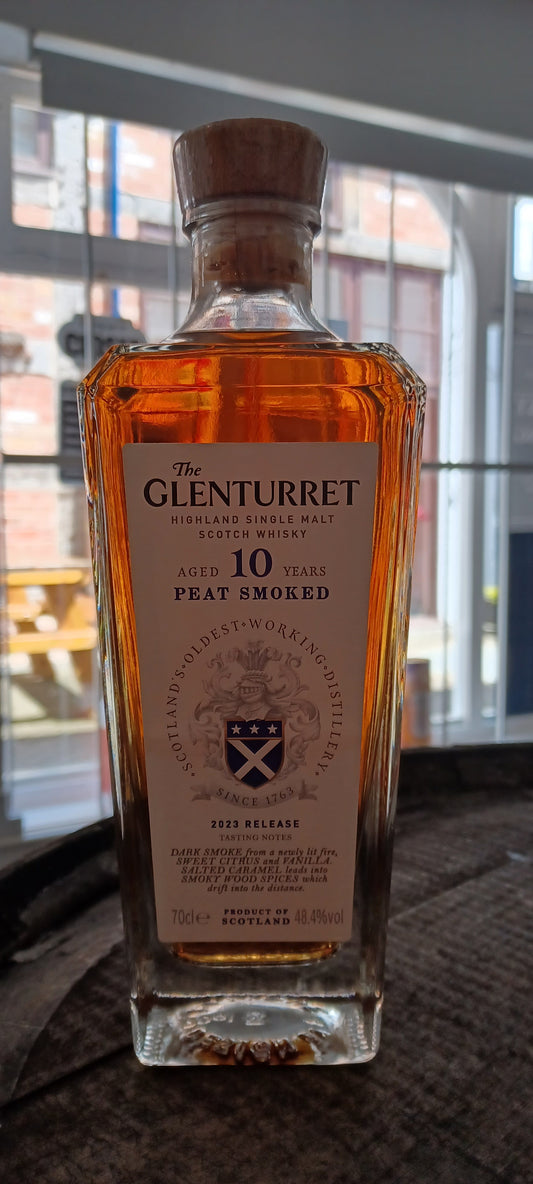 The
GLENTURRET
HIGHLAND SINGLE MALT
SCOTCH WHISKY
AGED 10 YEARS
PEAT SMOKED
SCOTLAND'S•OLDEST•WORKING•DISTILLERY•
SINCE 1763
2023 RELEASE
TASTING NOTES
DARK SMOKE from a newly lit fire,
SWEET CITRUS and VANILLA.
SALTED CARAMEL leads into
SMOKY WOOD SPICES which
drift into the distance.
70cl℮ PRODUCT OF SCOTLAND 48.4%vol